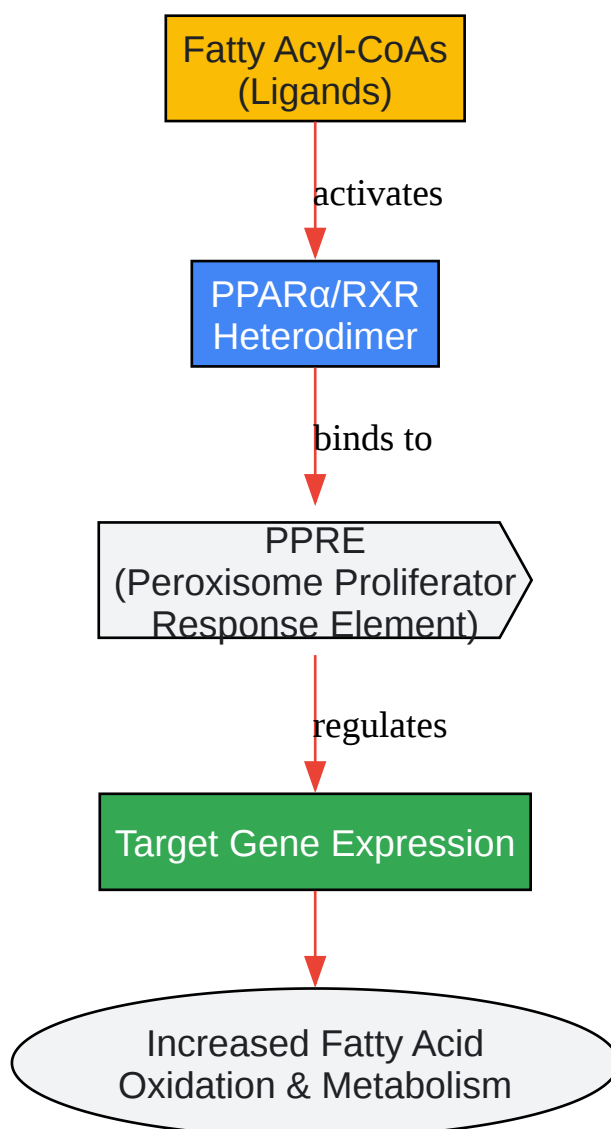 Fatty Acyl-CoAs
(Ligands)
activates
PPARα/RXR
Heterodimer
binds to
PPRE
(Peroxisome Proliferator
Response Element)
regulates
Target Gene Expression
Increased Fatty Acid
Oxidation & Metabolism